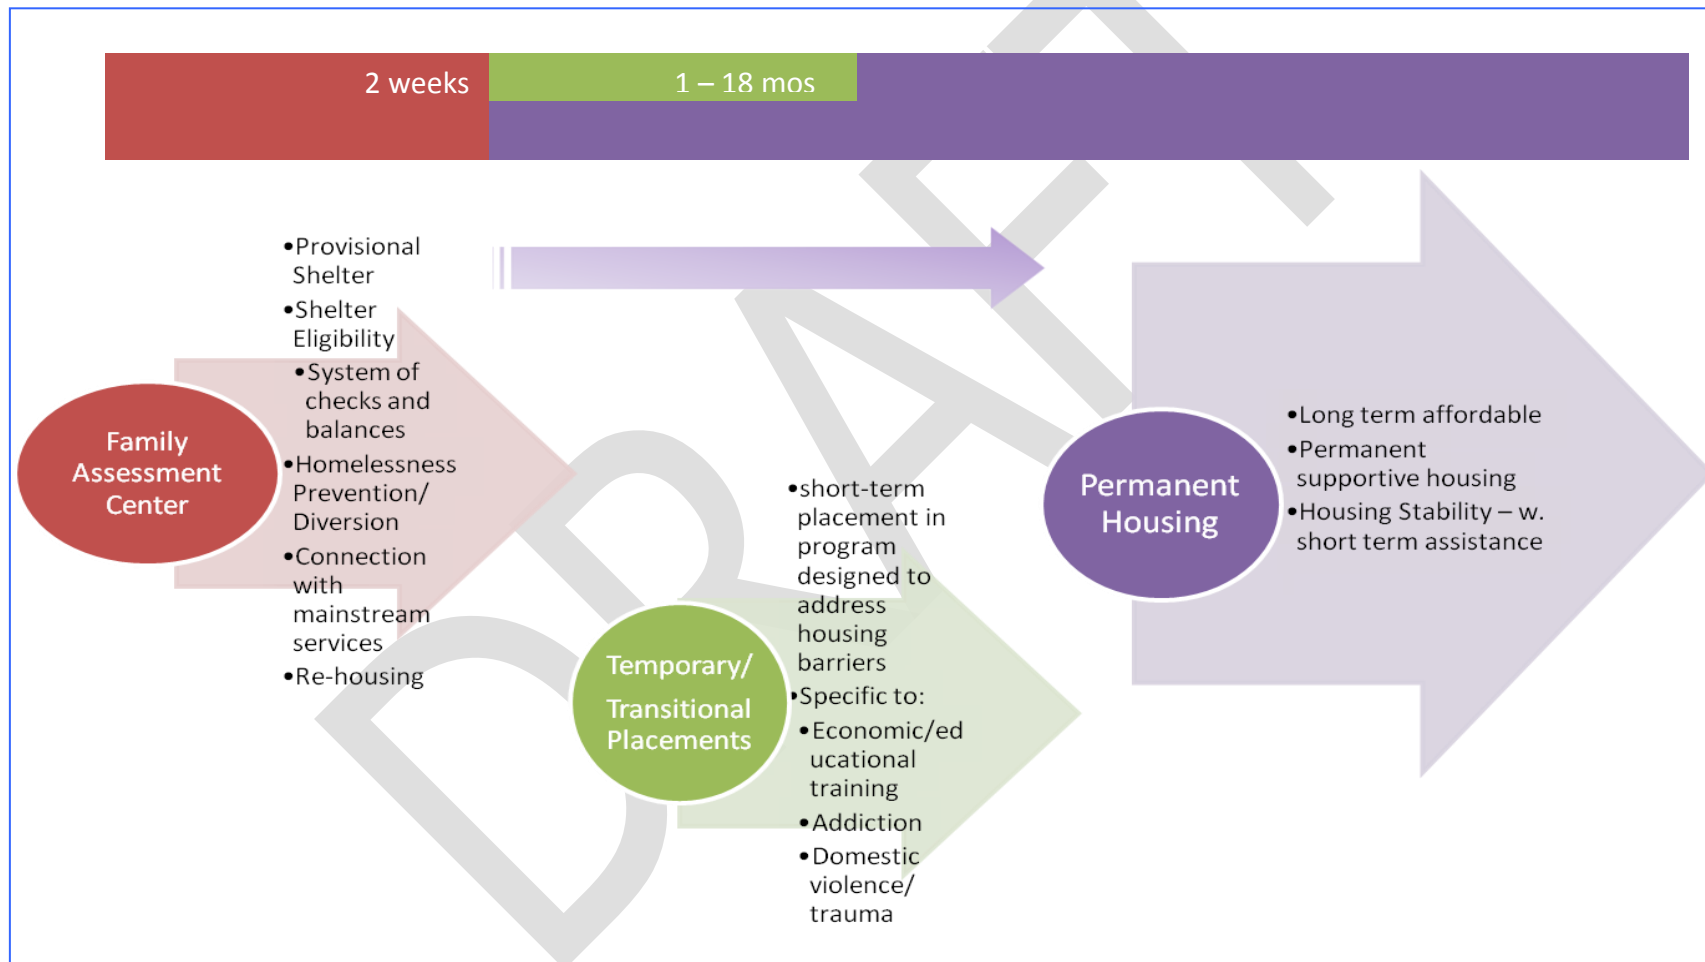 2 weeks
1 – 18 mos
•Provisional
Shelter
•Shelter
Eligibility
•System of
checks and
balances
•Homelessness
Prevention/
Diversion
•Connection
with
mainstream
services
•Re-housing
Family
Assessment
Center
•short-term
placement in
program
designed to
address
housing
barriers
•Specific to:
•Economic/ed
ucational
training
•Addiction
•Domestic
violence/
trauma
Temporary/
Transitional
Placements
Permanent
Housing
•Long term affordable
•Permanent
supportive housing
•Housing Stability – w.
short term assistance
DRAFT